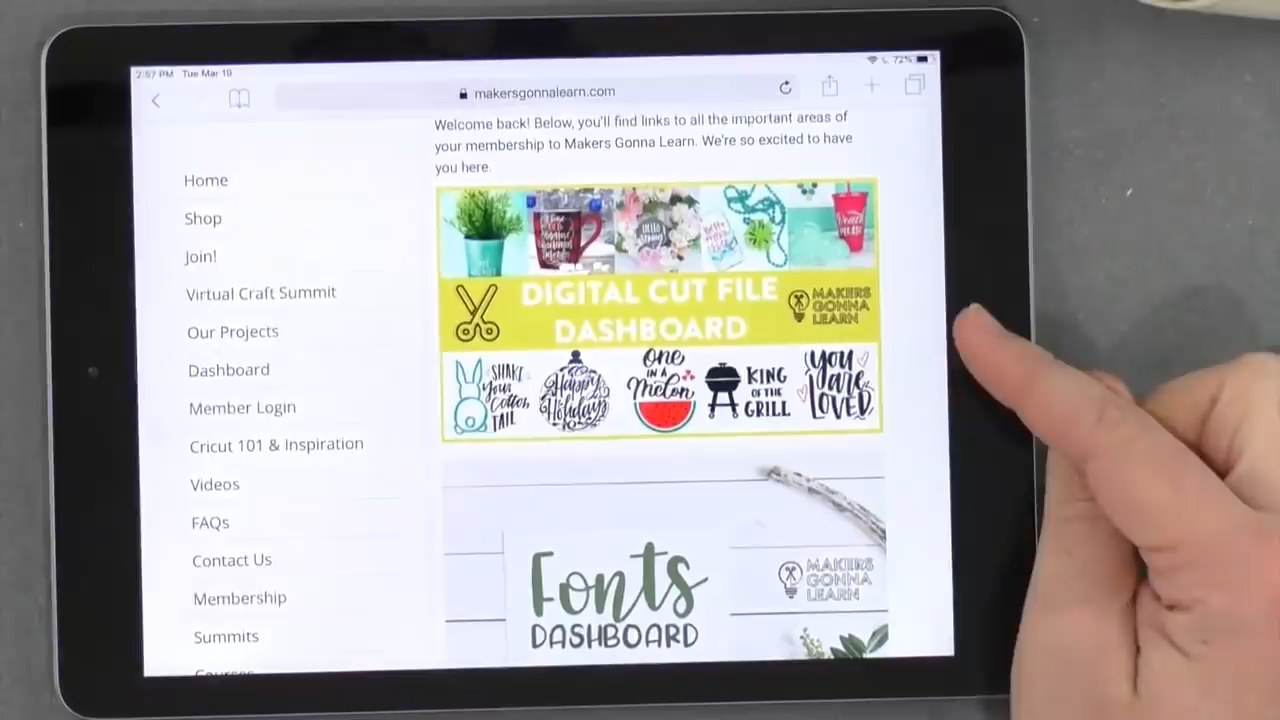 2:57 PM Tue Mar 19
72%
makersgonnalearn.com
Welcome back! Below, you'll find links to all the important areas of
your membership to Makers Gonna Learn. We're so excited to have
you here.
Home
Shop
Join!
Virtual Craft Summit
Our Projects
Dashboard
Member Login
Cricut 101 & Inspiration
Videos
FAQs
Contact Us
Membership
Summits
Courses
DIGITAL CUT FILE
DASHBOARD
MAKERS
GONNA
LEARN
SHAKE
Your
Cotton
TAIL
Happy
Holidays
One
IN A
Melon
KING
OF THE
GRILL
YOU
are
LOVED
Fonts
DASHBOARD
MAKERS
GONNA
LEARN